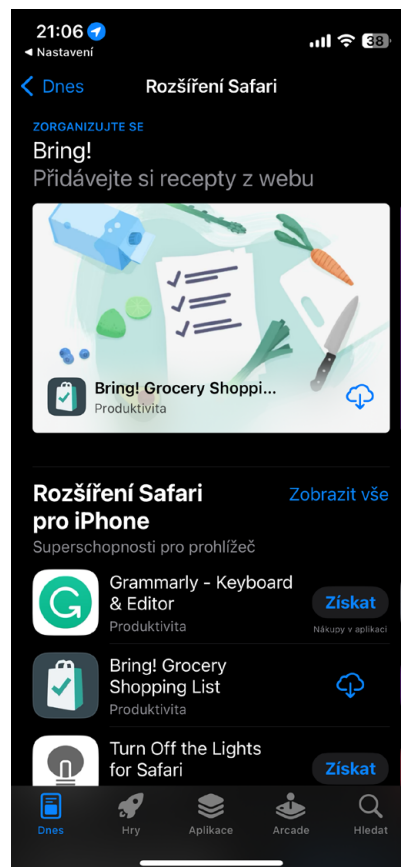 21:06
38
◀ Nastavení
Dnes
Rozšíření Safari
ZORGANIZUJTE SE
Bring!
Přidávejte si recepty z webu
Bring! Grocery Shoppi...
Produktivita
Rozšíření Safari
pro iPhone
Zobrazit vše
Superschopnosti pro prohlížeč
Grammarly - Keyboard
& Editor
Produktivita
Získat
Nákupy v aplikaci
Bring! Grocery
Shopping List
Produktivita
Turn Off the Lights
for Safari
Získat
Dnes
Hry
Aplikace
Arcade
Hledat